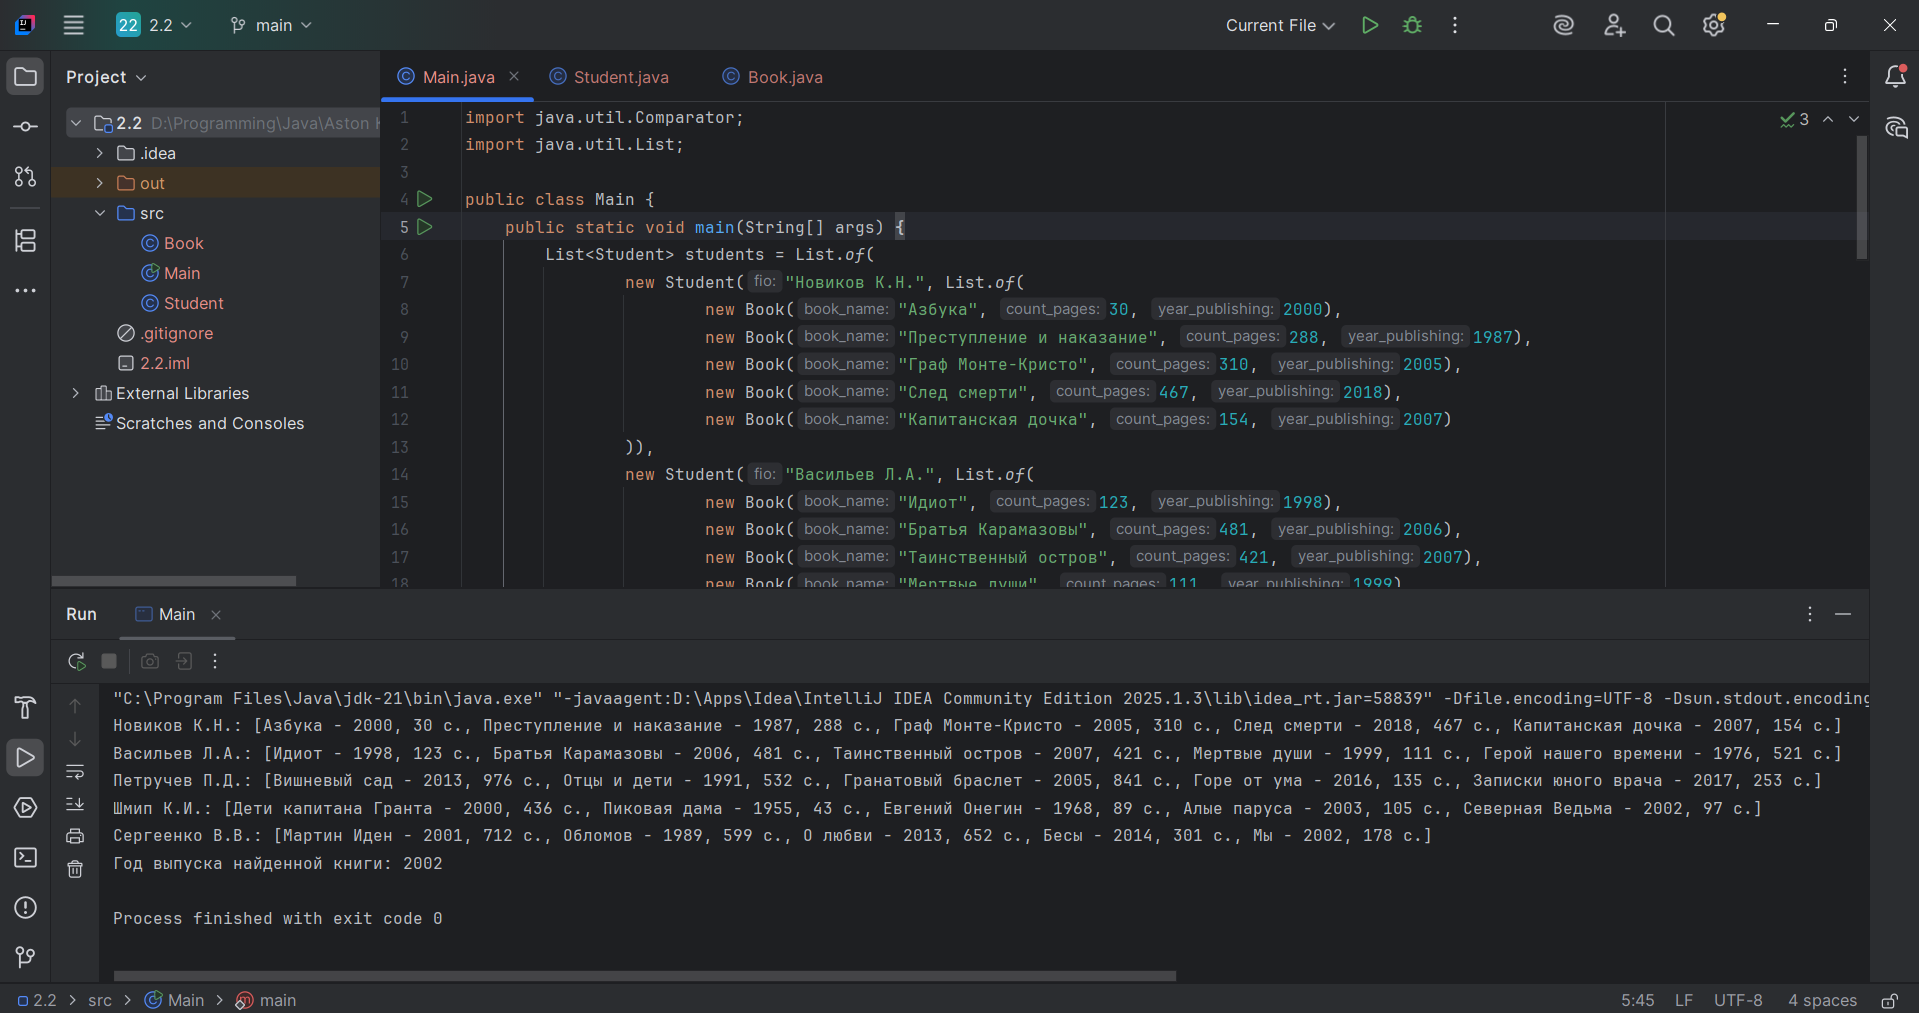 22 2.2 main Current File
Project
Main.java Student.java Book.java
2.2 D:\Programming\Java\Aston
.idea
out
src
Book
Main
Student
.gitignore
2.2.iml
External Libraries
Scratches and Consoles
3
1 import java.util.Comparator;
2 import java.util.List;
3
4 public class Main {
5 public static void main(String[] args) {
6 List<Student> students = List.of(
7 new Student( fio: "Новиков К.Н.", List.of(
8 new Book( book_name: "Азбука", count_pages: 30, year_publishing: 2000),
9 new Book( book_name: "Преступление и наказание", count_pages: 288, year_publishing: 1987),
10 new Book( book_name: "Граф Монте-Кристо", count_pages: 310, year_publishing: 2005),
11 new Book( book_name: "След смерти", count_pages: 467, year_publishing: 2018),
12 new Book( book_name: "Капитанская дочка", count_pages: 154, year_publishing: 2007)
13 )),
14 new Student( fio: "Васильев Л.А.", List.of(
15 new Book( book_name: "Идиот", count_pages: 123, year_publishing: 1998),
16 new Book( book_name: "Братья Карамазовы", count_pages: 481, year_publishing: 2006),
17 new Book( book_name: "Таинственный остров", count_pages: 421, year_publishing: 2007),
18 new Book( book_name: "Мертвые души", count_pages: 111, year_publishing: 1999)
Run Main
"C:\Program Files\Java\jdk-21\bin\java.exe" "-javaagent:D:\Apps\Idea\IntelliJ IDEA Community Edition 2025.1.3\lib\idea_rt.jar=58839" -Dfile.encoding=UTF-8 -Dsun.stdout.encoding
Новиков К.Н.: [Азбука - 2000, 30 с., Преступление и наказание - 1987, 288 с., Граф Монте-Кристо - 2005, 310 с., След смерти - 2018, 467 с., Капитанская дочка - 2007, 154 с.]
Васильев Л.А.: [Идиот - 1998, 123 с., Братья Карамазовы - 2006, 481 с., Таинственный остров - 2007, 421 с., Мертвые души - 1999, 111 с., Герой нашего времени - 1976, 521 с.]
Петручев П.Д.: [Вишневый сад - 2013, 976 с., Отцы и дети - 1991, 532 с., Гранатовый браслет - 2005, 841 с., Горе от ума - 2016, 135 с., Записки юного врача - 2017, 253 с.]
Шмип К.И.: [Дети капитана Гранта - 2000, 436 с., Пиковая дама - 1955, 43 с., Евгений Онегин - 1968, 89 с., Алые паруса - 2003, 105 с., Северная Ведьма - 2002, 97 с.]
Сергеенко В.В.: [Мартин Иден - 2001, 712 с., Обломов - 1989, 599 с., О любви - 2013, 652 с., Бесы - 2014, 301 с., Мы - 2002, 178 с.]
Год выпуска найденной книги: 2002
Process finished with exit code 0
2.2 src Main main 5:45 LF UTF-8 4 spaces